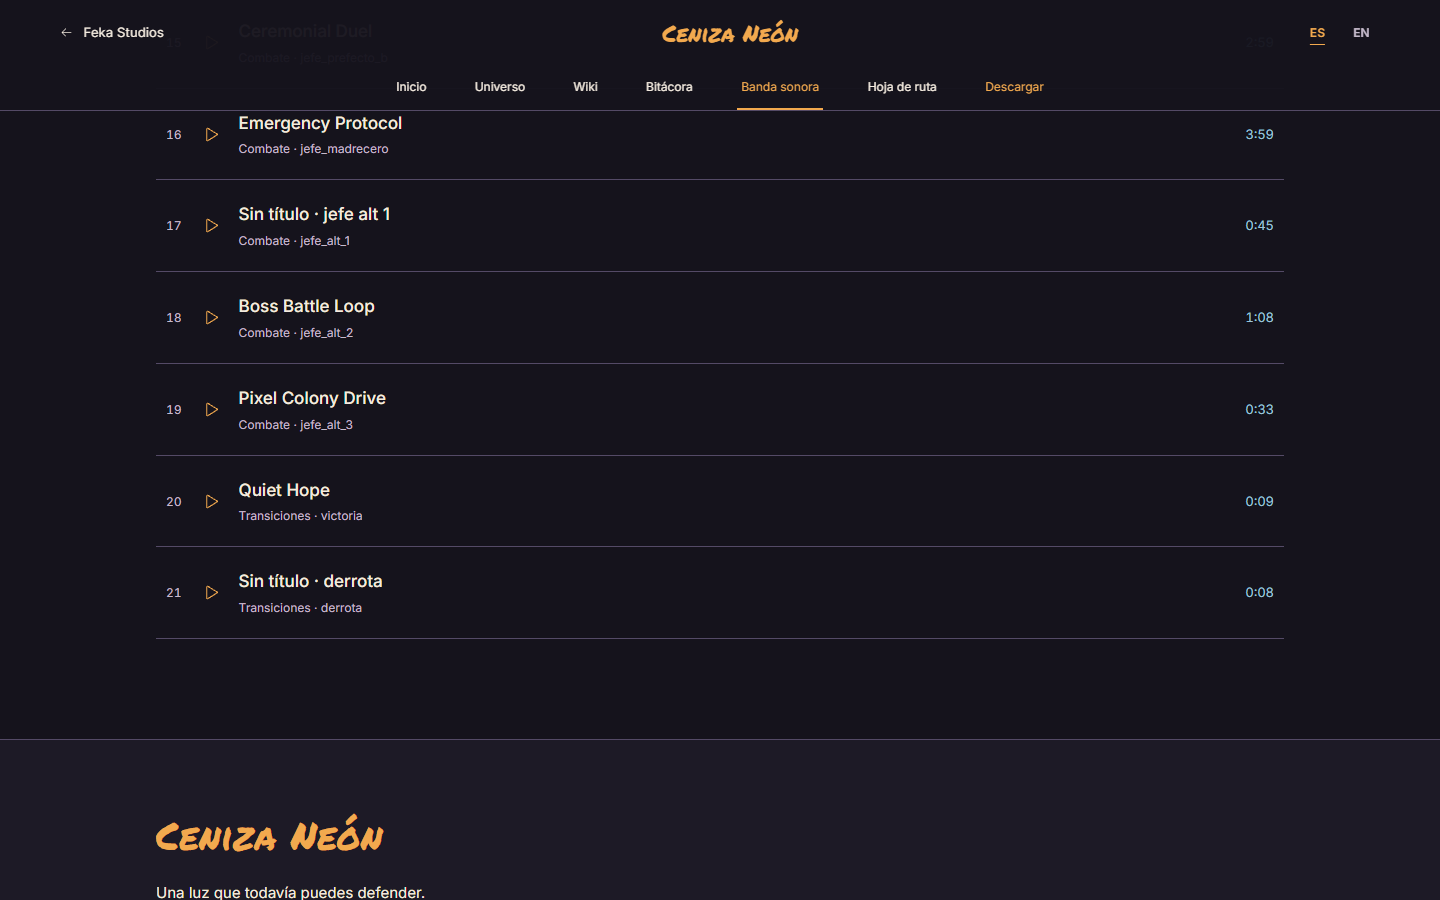 ← Feka Studios
Ceniza Neón
ES EN
Ceremonial Duel
Inicio Universo Wiki Bitácora Banda sonora Hoja de ruta Descargar
16 Emergency Protocol 3:59
Combate · jefe_madrecero
17 Sin título · jefe alt 1 0:45
Combate · jefe_alt_1
18 Boss Battle Loop 1:08
Combate · jefe_alt_2
19 Pixel Colony Drive 0:33
Combate · jefe_alt_3
20 Quiet Hope 0:09
Transiciones · victoria
21 Sin título · derrota 0:08
Transiciones · derrota
Ceniza Neón
Una luz que todavía puedes defender.